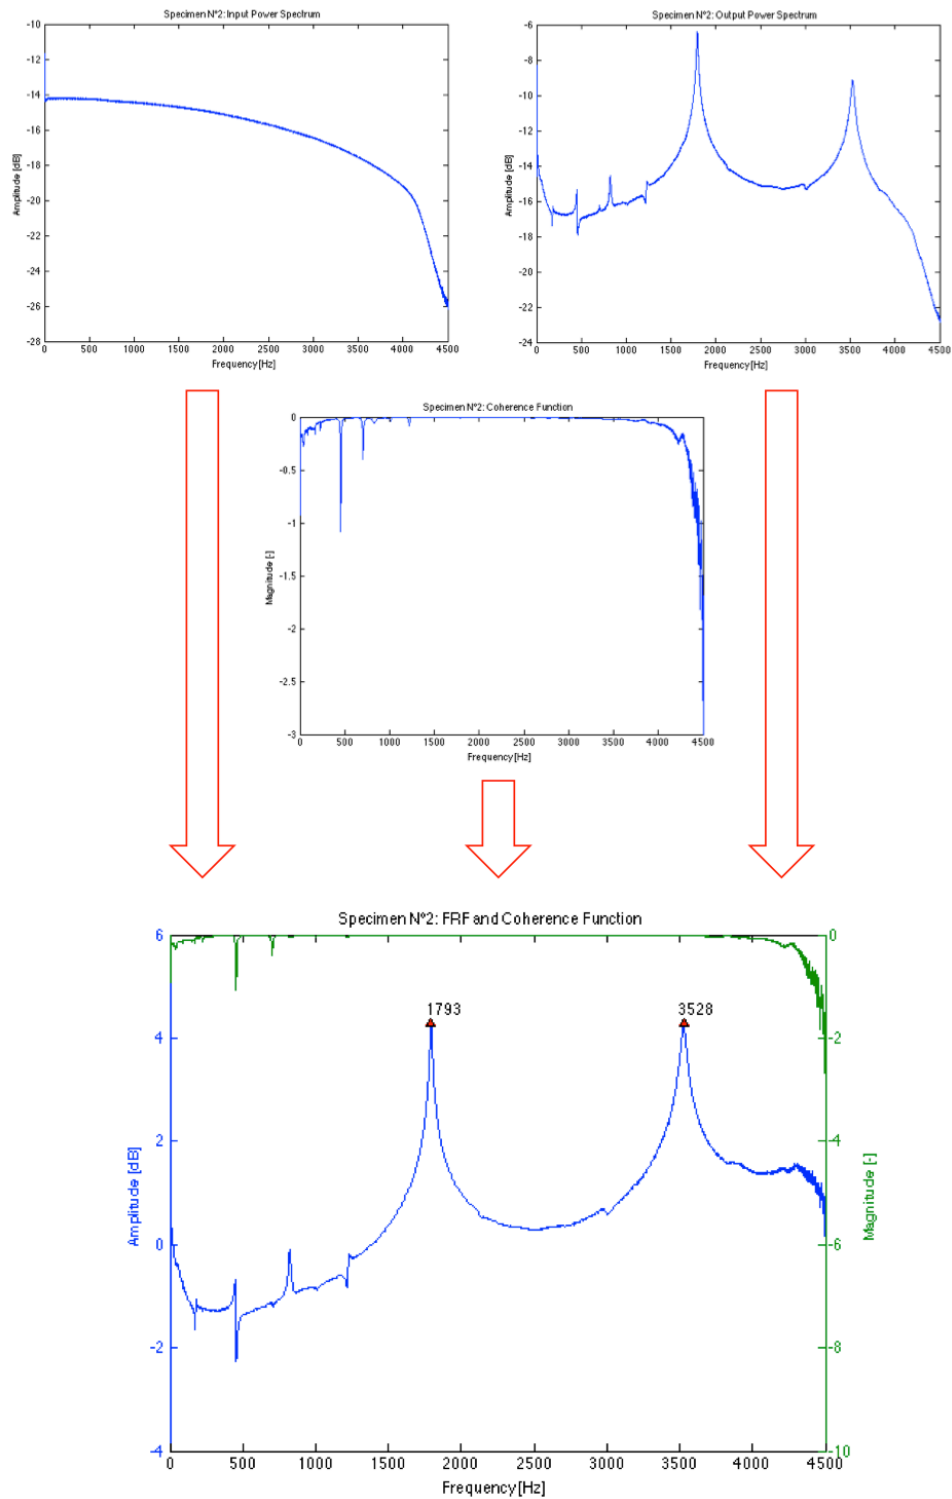 Specimen N°2: Input Power Spectrum
-10
-12
-14
-16
-18
-20
-22
-24
-26
-28
Amplitude [dB]
0 500 1000 1500 2000 2500 3000 3500 4000 4500
Frequency[Hz]
Specimen N°2: Output Power Spectrum
-6
-8
-10
-12
-14
-16
-18
-20
-22
-24
Amplitude [dB]
0 500 1000 1500 2000 2500 3000 3500 4000 4500
Frequency[Hz]
Specimen N°2: Coherence Function
0
-0.5
-1
-1.5
-2
-2.5
-3
Magnitude [-]
0 500 1000 1500 2000 2500 3000 3500 4000 4500
Frequency[Hz]
Specimen N°2: FRF and Coherence Function
6
4
2
0
-2
-4
Amplitude [dB]
1793
3528
0
-2
-4
-6
-8
-10
Magnitude [-]
0 500 1000 1500 2000 2500 3000 3500 4000 4500
Frequency[Hz]